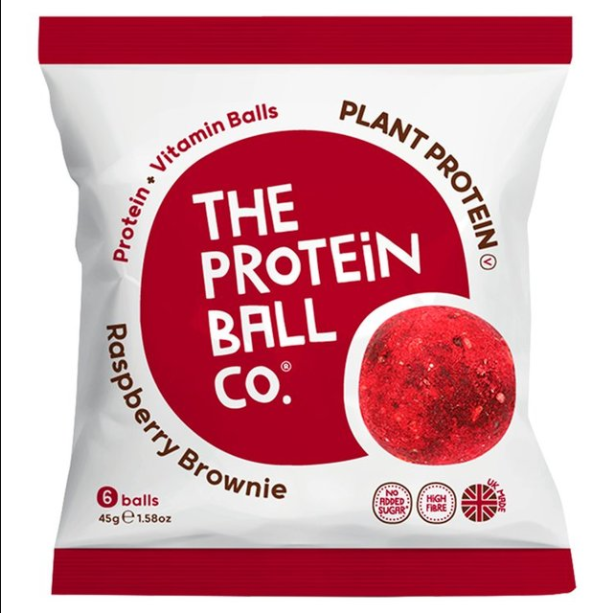 Protein + Vitamin Balls
PLANT PROTEIN V
THE
PROTEiN
BALL
CO.®
Raspberry Brownie
6 balls
45g ℮ 1.58oz
NO
ADDED
SUGAR
HIGH
FIBRE
UK MADE